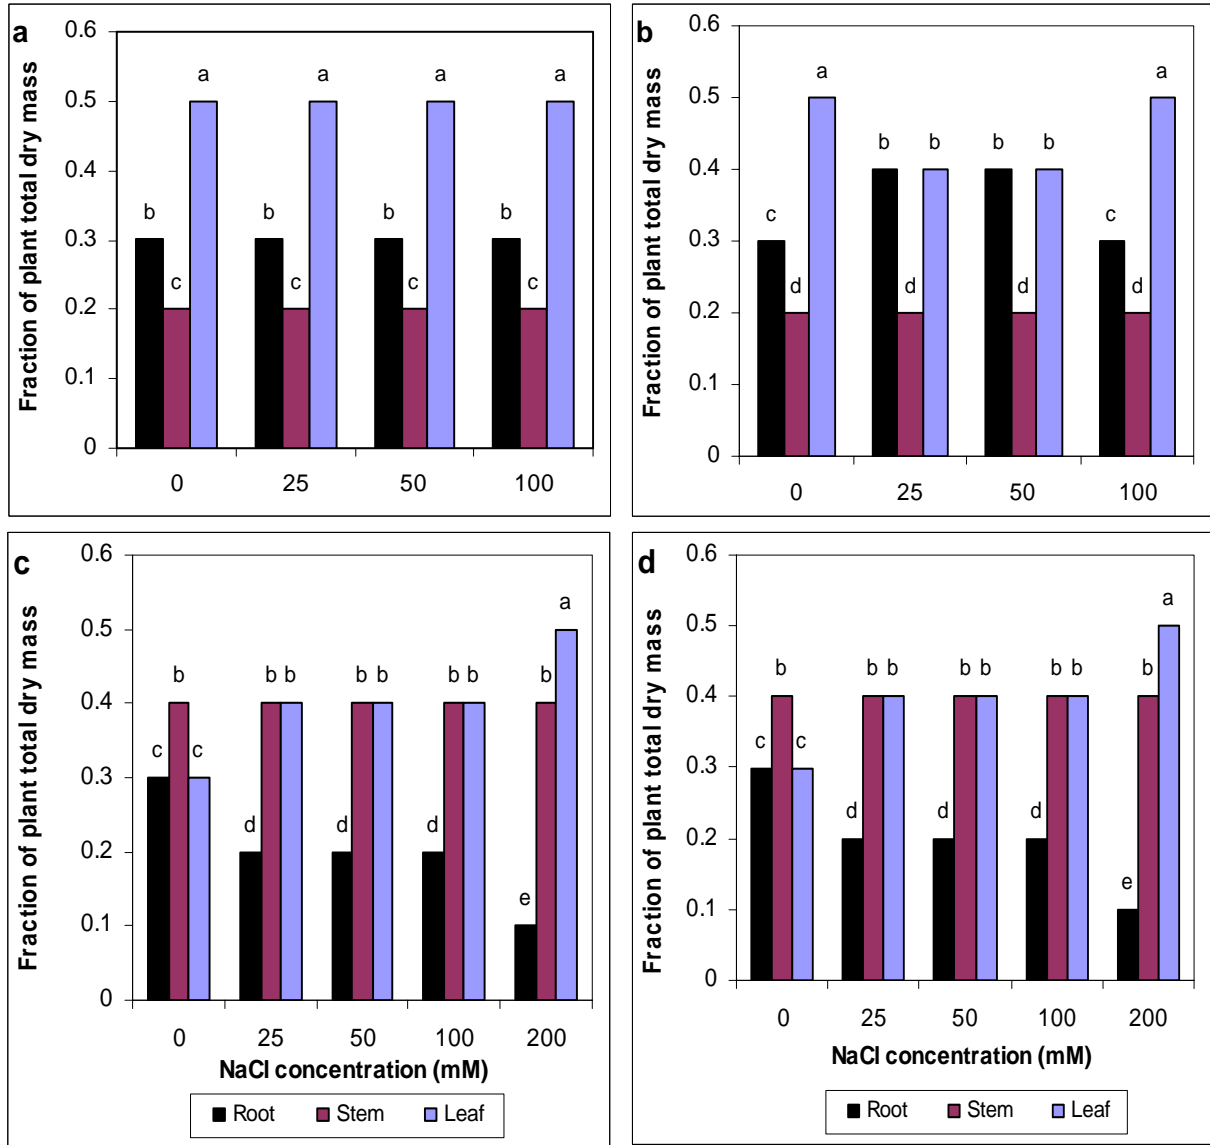 a
Fraction of plant total dry mass
0.6
0.5
0.4
0.3
0.2
0.1
0
a a a a
b b b b
c c c c
0 25 50 100
b
Fraction of plant total dry mass
0.6
0.5
0.4
0.3
0.2
0.1
0
a a
b b b b
c c
d d d d
0 25 50 100
c
Fraction of plant total dry mass
0.6
0.5
0.4
0.3
0.2
0.1
0
a
b b b b b b b b
c c
d d d
e
0 25 50 100 200
NaCl concentration (mM)
Root Stem Leaf
d
Fraction of plant total dry mass
0.6
0.5
0.4
0.3
0.2
0.1
0
a
b b b b b b b b
c c
d d d
e
0 25 50 100 200
NaCl concentration (mM)
Root Stem Leaf